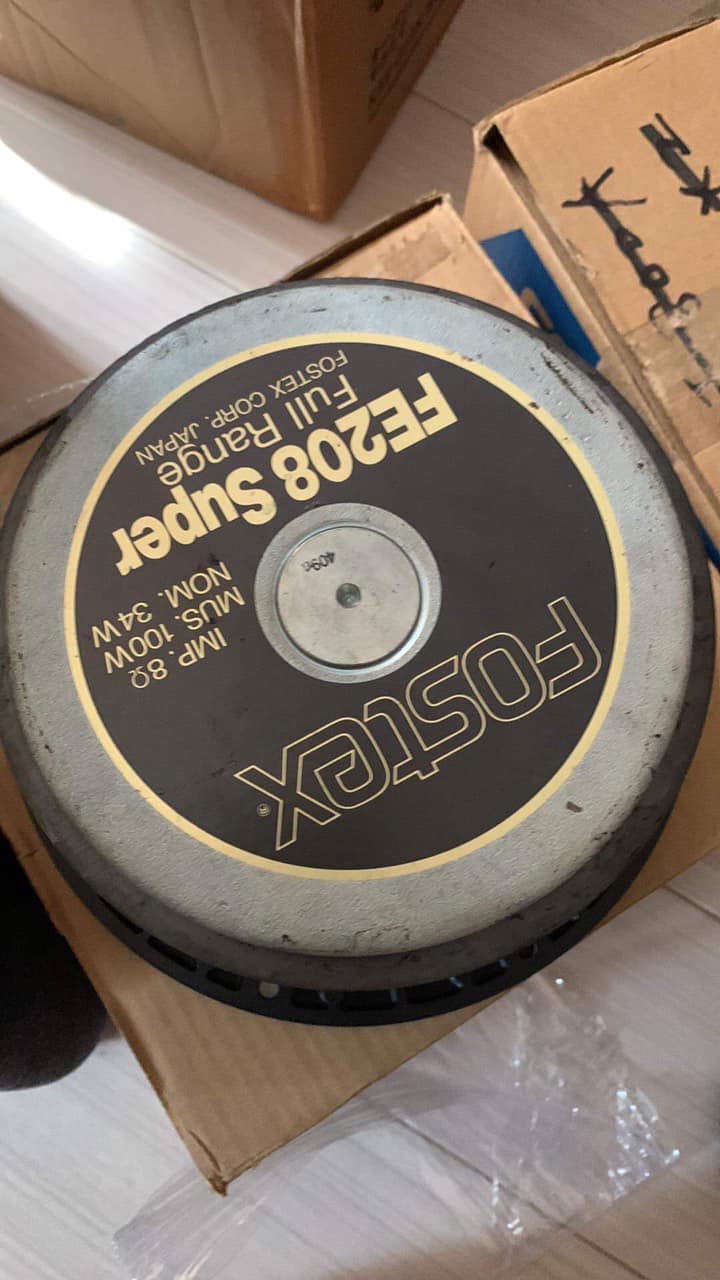 Fostex®
IMP. 8Ω
MUS. 100W
NOM. 34W
FE208 Super
Full Range
FOSTEX CORP. JAPAN